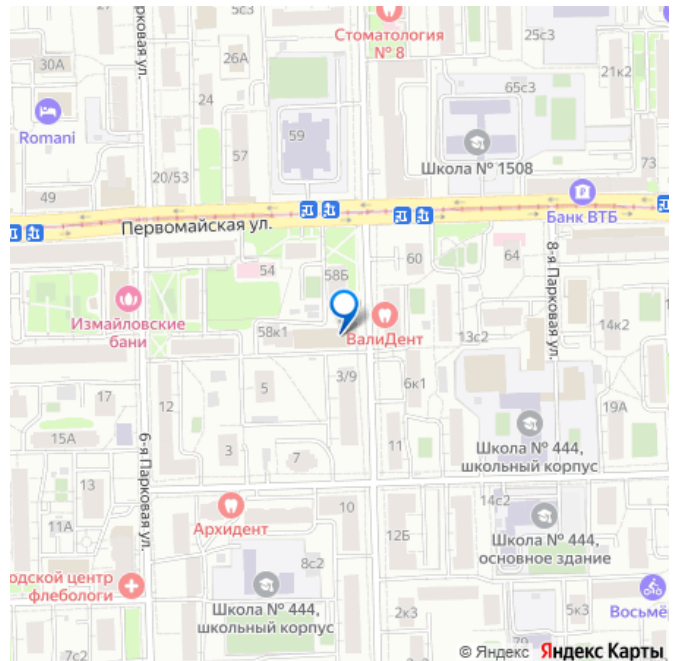 5с3
Стоматология
№ 8
25с3
рковая ул.
30А
26А
21к2
24
65с3
Romani
59
57
Школа № 1508
20/53
73
49
Банк ВТБ
Первомайская ул.
58Б
60
64
54
8-я Парковая ул.
Измайловские
бани
58к1
ВалиДент
13с2
14к2
3/9
6к1
5
17
12
19А
15А
3
7
11
Школа № 444,
школьный корпус
6-я Парковая ул.
13
10
14с2
11А
Архидент
12Б
Школа № 444,
основное здание
8с2
одской центр
флебологи
Школа № 444,
школьный корпус
2к3
5к3
Восьмё
7с2
© Яндекс Яндекс Карты